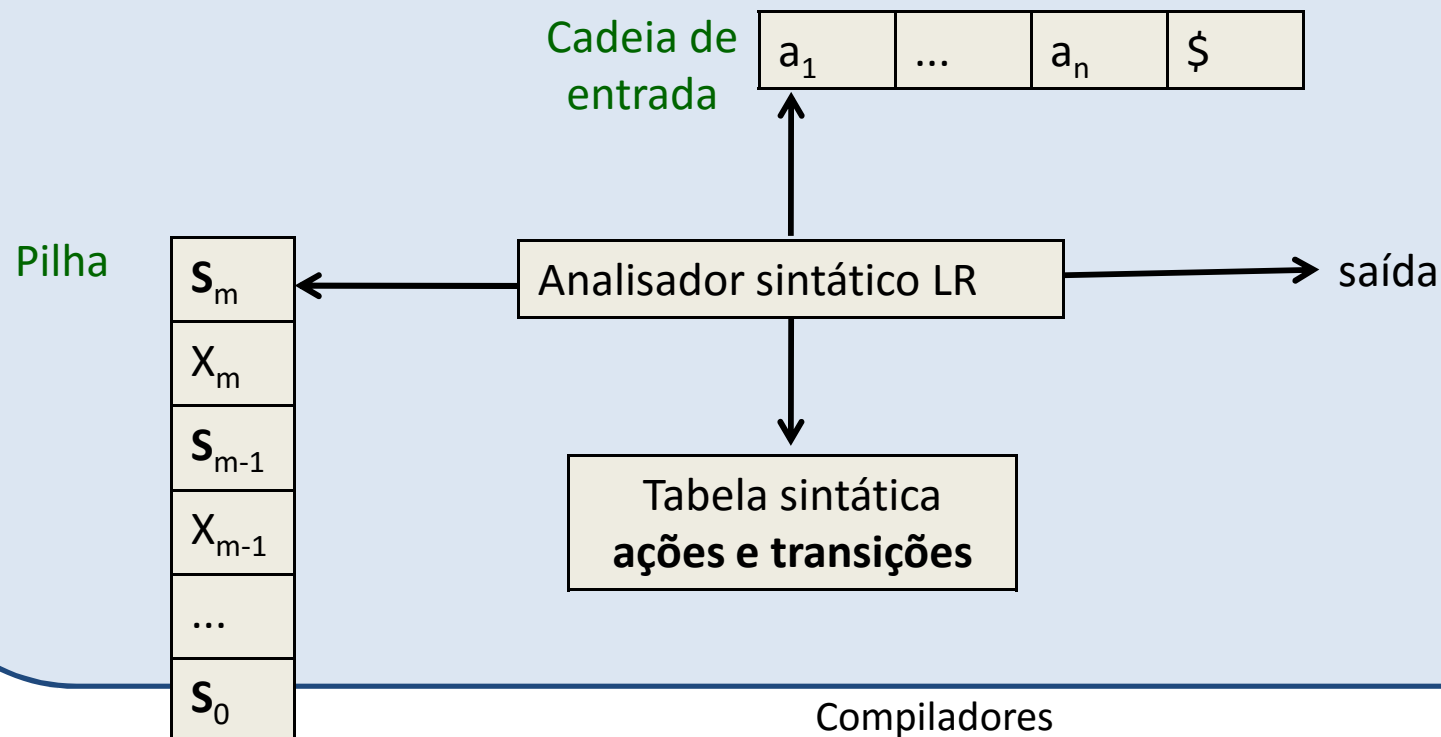 Cadeia de
entrada
a₁ ... aₙ $
Pilha
Sₘ
Analisador sintático LR
saída
Xₘ
Sₘ₋₁
Xₘ₋₁
...
S₀
Tabela sintática
ações e transições
Compiladores